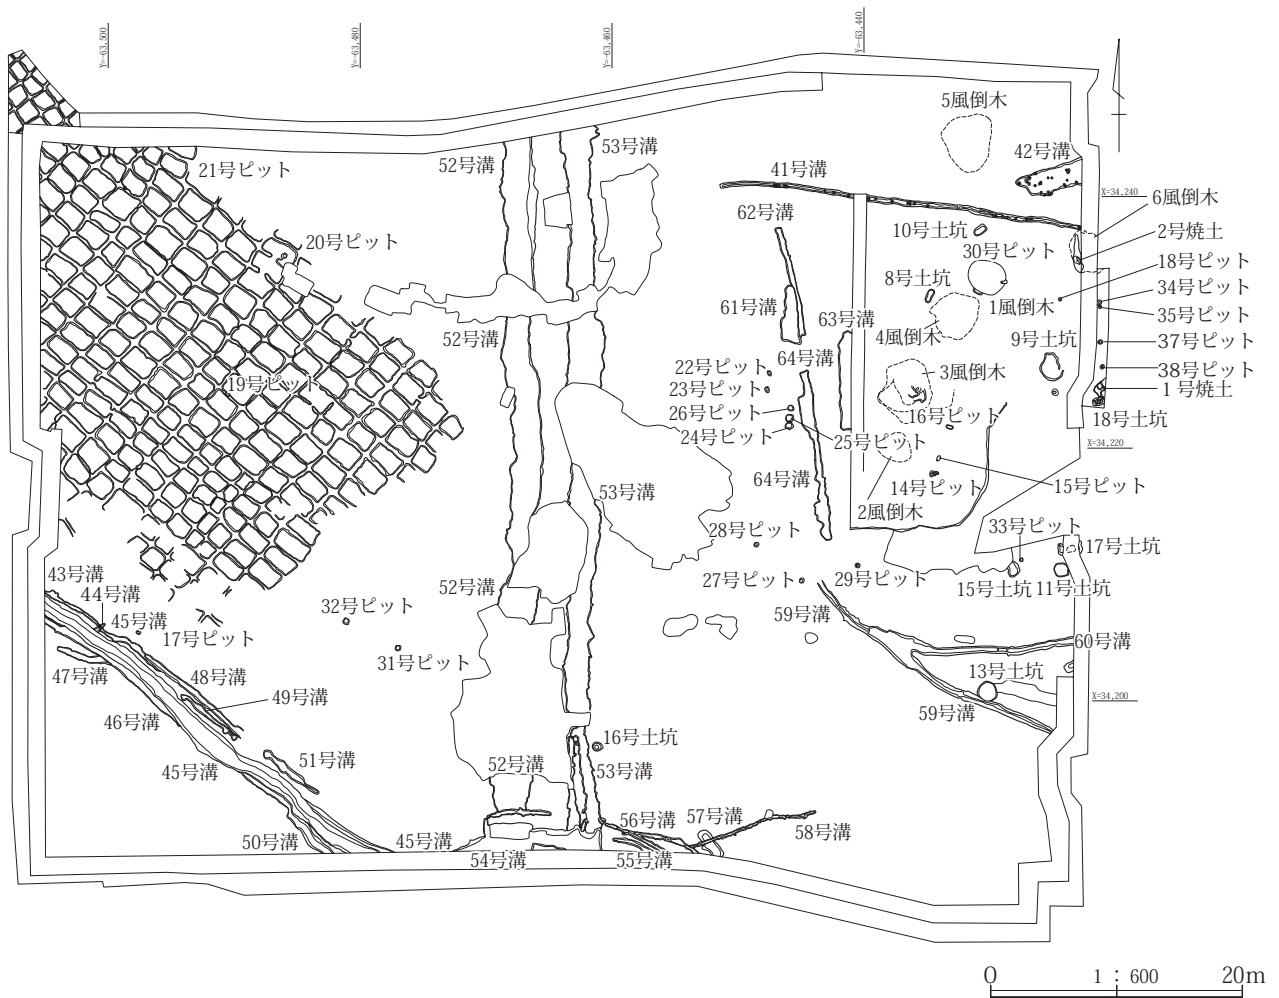 Y=-63,500
Y=-63,480
Y=-63,460
Y=-63,440
5風倒木
53号溝
52号溝
42号溝
21号ピット
41号溝
X=34,240
6風倒木
62号溝
10号土坑
2号焼土
20号ピット
30号ピット
18号ピット
8号土坑
34号ピット
61号溝
1風倒木
63号溝
35号ピット
52号溝
4風倒木
9号土坑
37号ピット
64号溝
22号ピット
3風倒木
38号ピット
19号ピット
23号ピット
1号焼土
26号ピット
16号ピット
18号土坑
24号ピット
25号ピット
X=34,220
64号溝
53号溝
14号ピット
15号ピット
2風倒木
28号ピット
33号ピット
17号土坑
43号溝
27号ピット
29号ピット
44号溝
52号溝
15号土坑
11号土坑
32号ピット
59号溝
45号溝
17号ピット
60号溝
31号ピット
47号溝
48号溝
13号土坑
49号溝
X=34,200
46号溝
59号溝
16号土坑
51号溝
52号溝
53号溝
45号溝
56号溝
57号溝
58号溝
50号溝
45号溝
54号溝
55号溝
0 1:600 20m